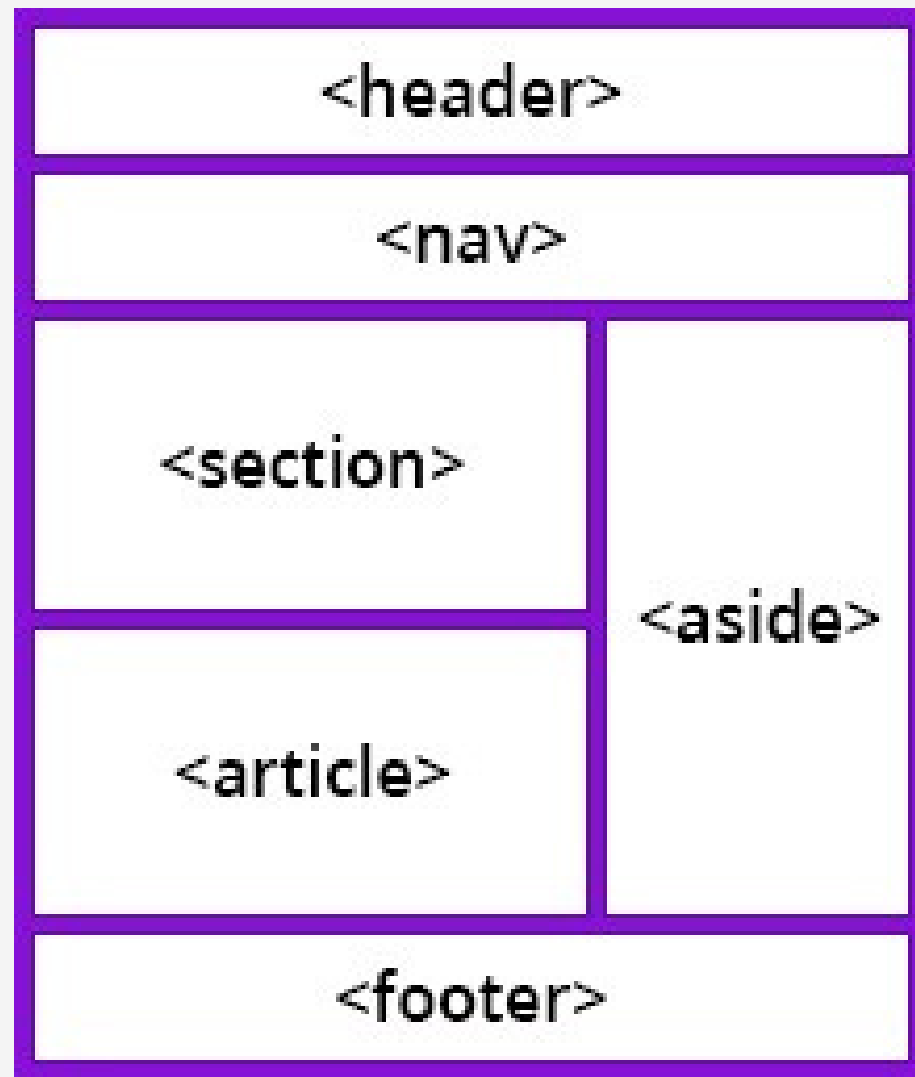 <header>
<nav>
<section>
<article>
<aside>
<footer>